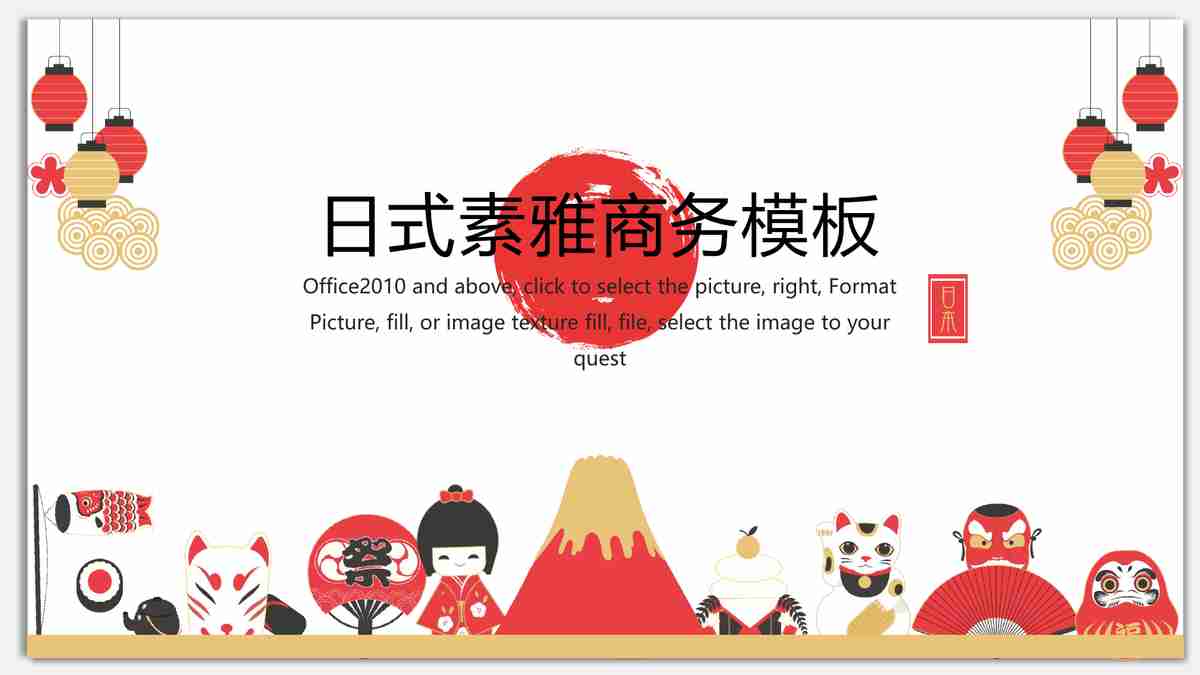 日式素雅商务模板
Office2010 and above, click to select the picture, right, Format
Picture, fill, or image texture fill, file, select the image to your
quest
日本
祭
福